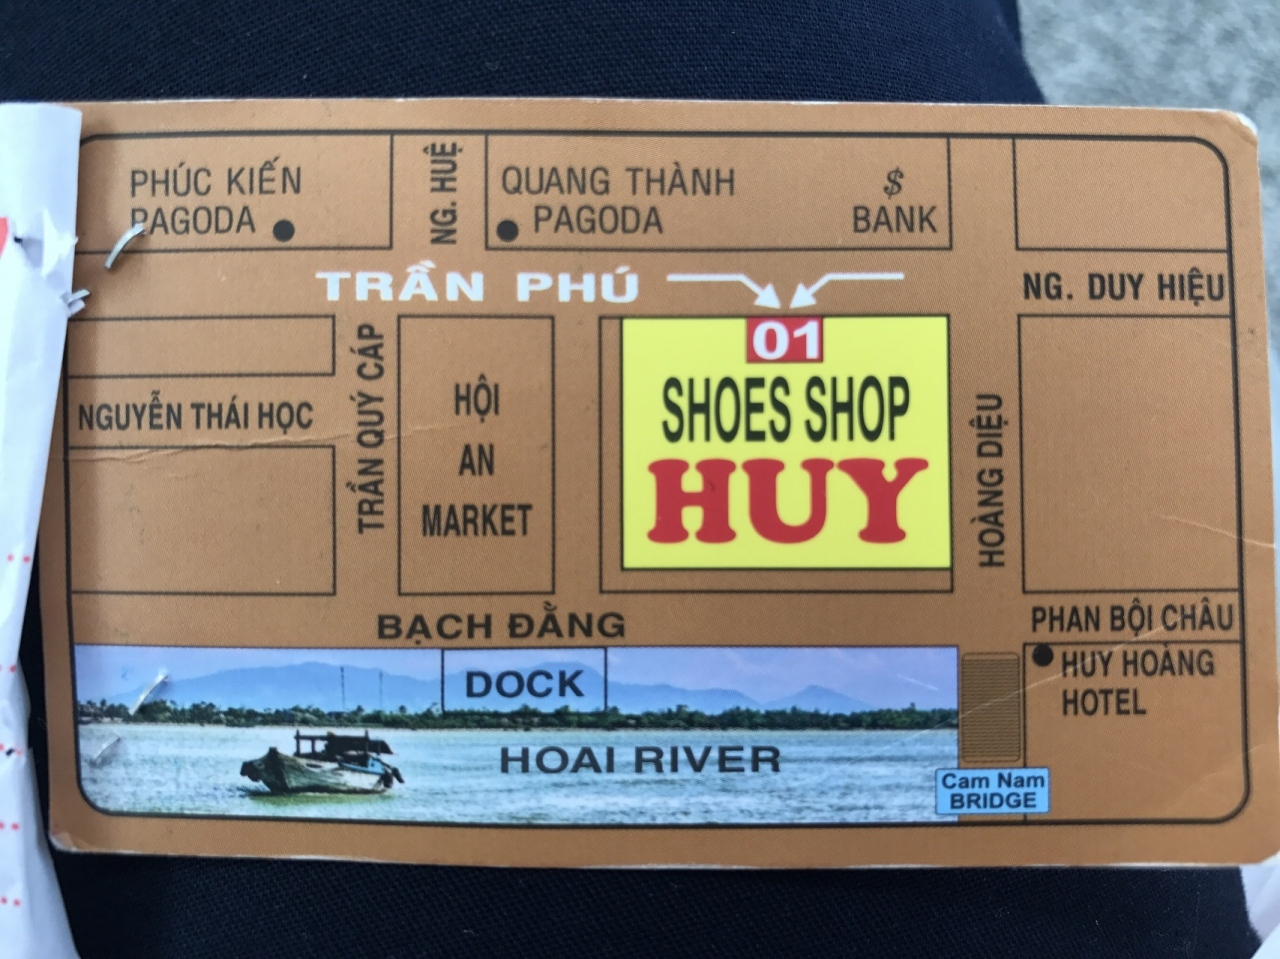 PHÚC KIẾN
PAGODA
NG. HUỆ
QUANG THÀNH
PAGODA
$
BANK
TRẦN PHÚ
NG. DUY HIỆU
01
SHOES SHOP
HUY
NGUYỄN THÁI HỌC
TRẦN QUÝ CÁP
HỘI
AN
MARKET
HOÀNG DIỆU
BẠCH ĐẰNG
PHAN BỘI CHÂU
DOCK
HUY HOÀNG
HOTEL
HOAI RIVER
Cam Nam
BRIDGE